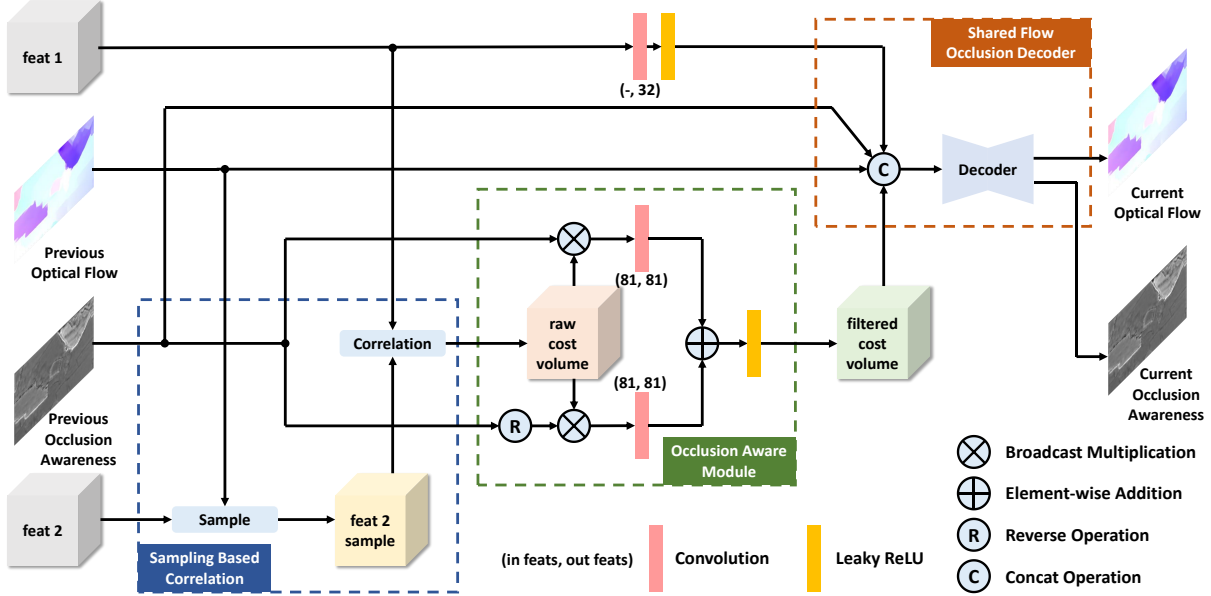 feat 1
(-, 32)
Shared Flow
Occlusion Decoder
C
Decoder
Current
Optical Flow
Previous
Optical Flow
(81, 81)
raw
cost
volume
filtered
cost
volume
Correlation
(81, 81)
Previous
Occlusion
Awareness
R
Occlusion Aware
Module
Current
Occlusion
Awareness
feat 2
Sample
feat 2
sample
Sampling Based
Correlation
(in feats, out feats)
Convolution
Leaky ReLU
Broadcast Multiplication
Element-wise Addition
R
Reverse Operation
C
Concat Operation